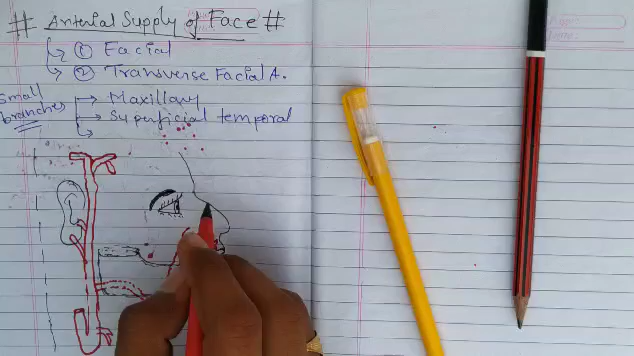 # Arterial Supply of Face #
① Facial
② Transverse Facial A.
Small branches
Maxillary
Superficial temporal